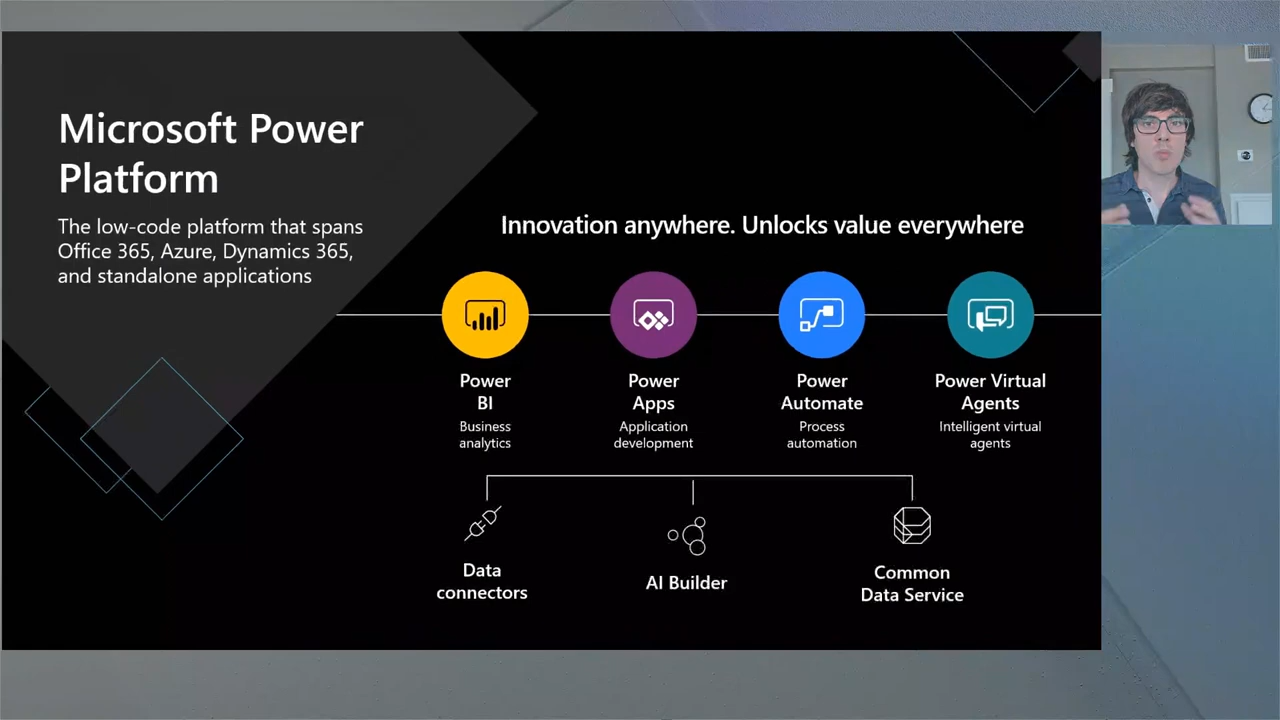 Microsoft Power
Platform
The low-code platform that spans
Office 365, Azure, Dynamics 365,
and standalone applications
Innovation anywhere. Unlocks value everywhere
Power
BI
Business
analytics
Power
Apps
Application
development
Power
Automate
Process
automation
Power Virtual
Agents
Intelligent virtual
agents
Data
connectors
AI Builder
Common
Data Service